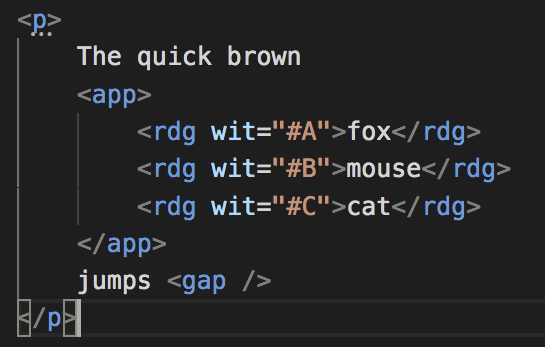 <p>
    The quick brown
    <app>
        <rdg wit="#A">fox</rdg>
        <rdg wit="#B">mouse</rdg>
        <rdg wit="#C">cat</rdg>
    </app>
    jumps <gap />
</p>